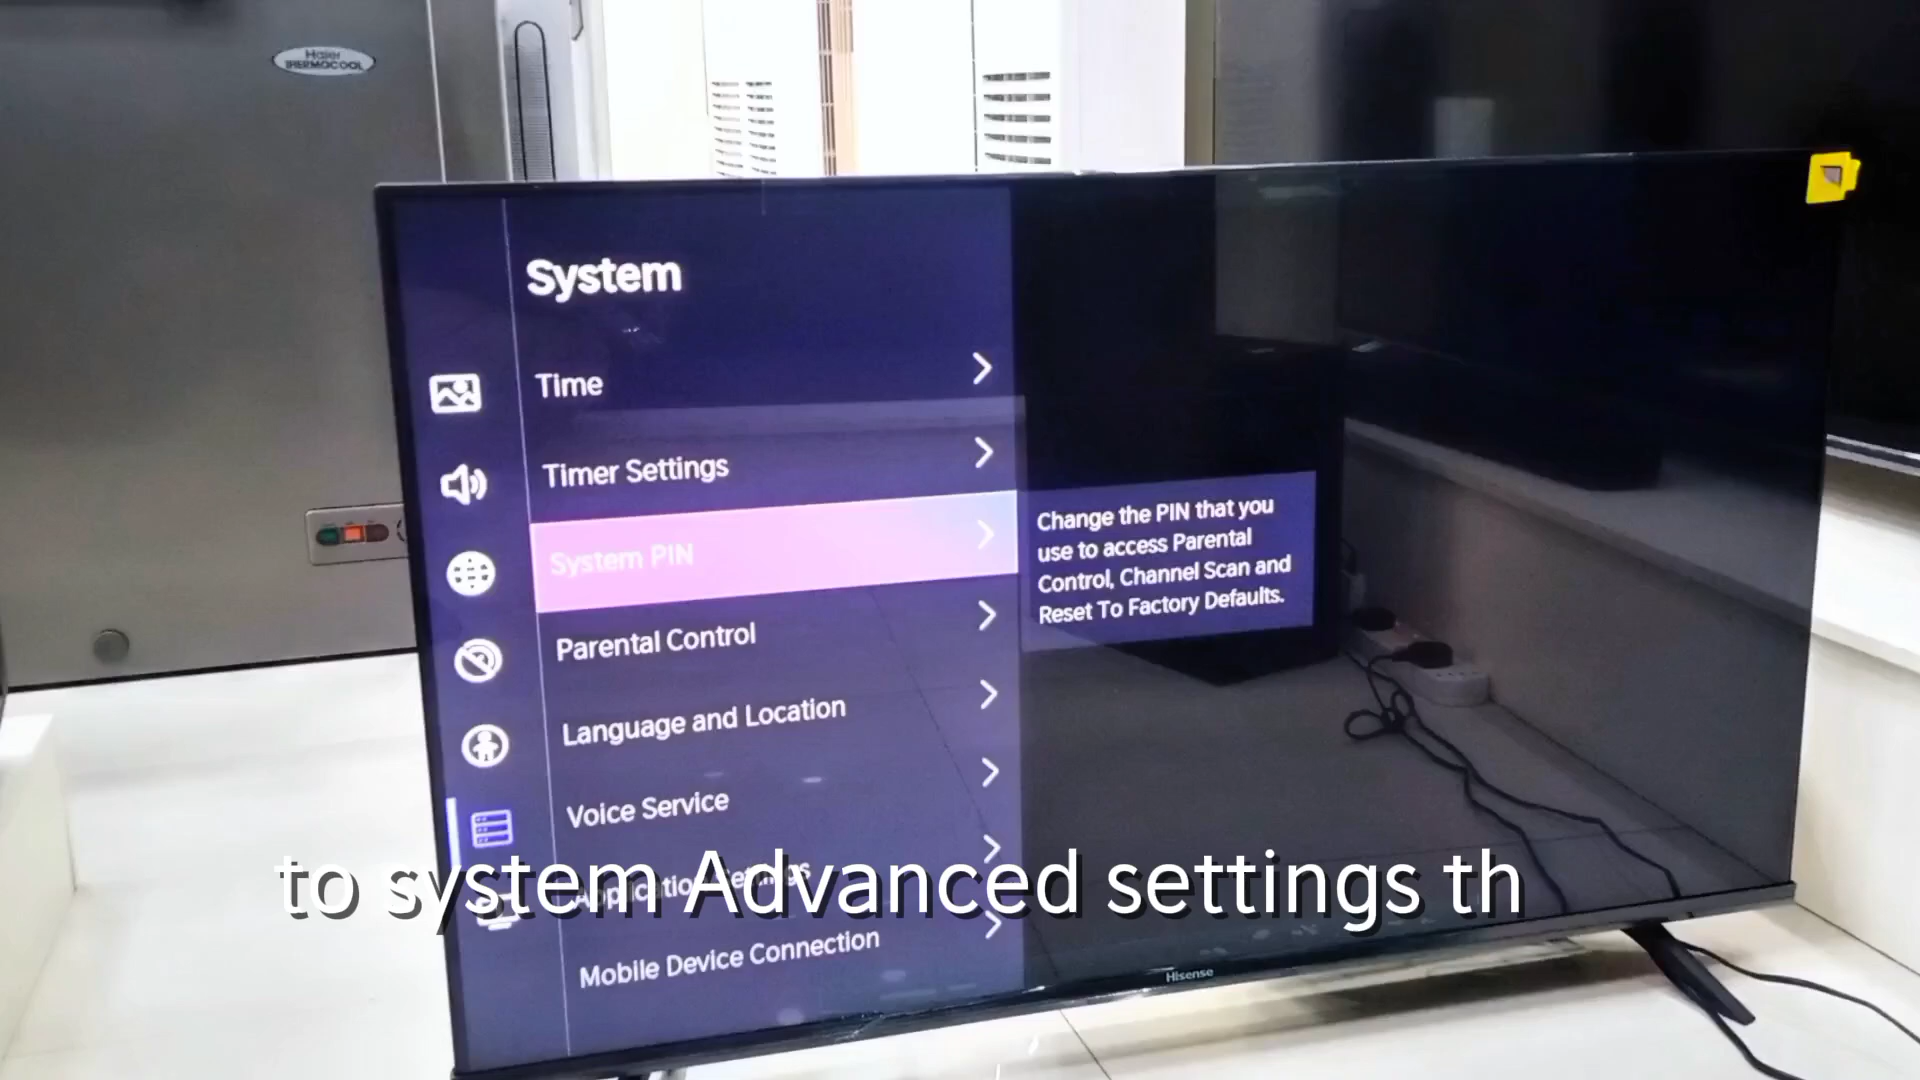 Haier
THERMOCOOL
System
Time
Timer Settings
System PIN
Change the PIN that you
use to access Parental
Control, Channel Scan and
Reset To Factory Defaults.
Parental Control
Language and Location
Voice Service
Application Settings
to system Advanced settings th
Mobile Device Connection
Hisense